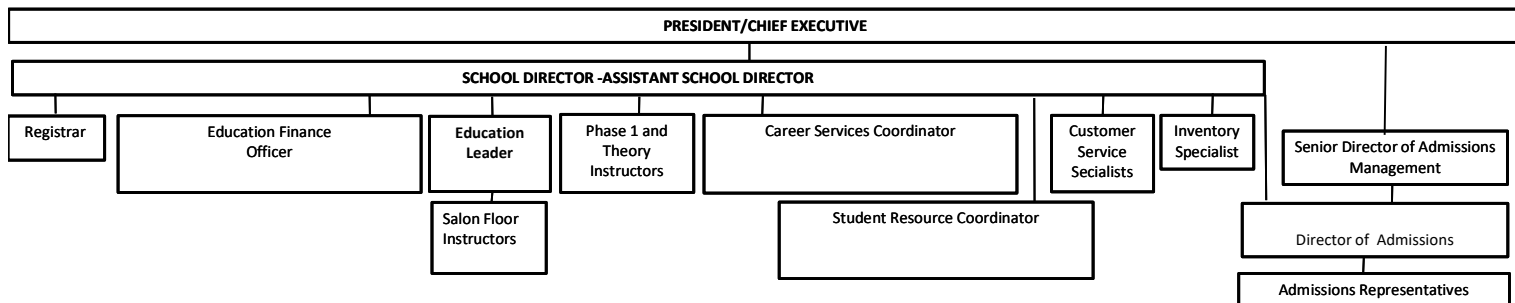 PRESIDENT/CHIEF EXECUTIVE
SCHOOL DIRECTOR -ASSISTANT SCHOOL DIRECTOR
Registrar
Education Finance
Officer
Education
Leader
Phase 1 and
Theory
Instructors
Career Services Coordinator
Customer
Service
Secialists
Inventory
Specialist
Senior Director of Admissions
Management
Salon Floor
Instructors
Student Resource Coordinator
Director of Admissions
Admissions Representatives